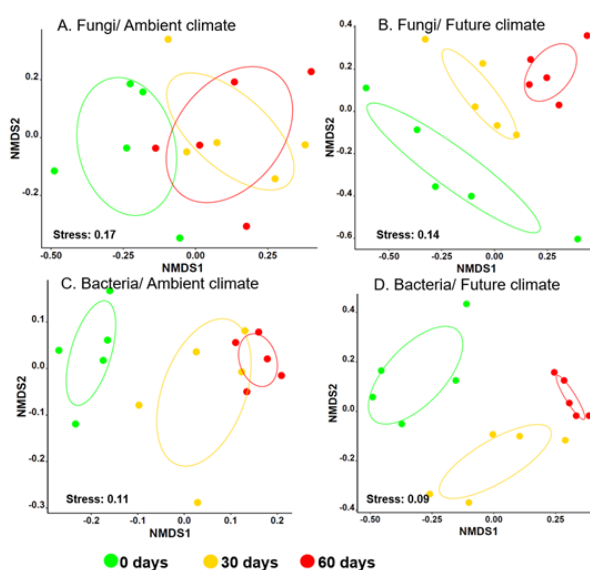 A. Fungi/ Ambient climate
B. Fungi/ Future climate
NMDS2
0.2
0.0
-0.2
Stress: 0.17
-0.50
-0.25
0.00
0.25
NMDS1
NMDS2
0.4
0.2
0.0
-0.2
-0.4
-0.6
Stress: 0.14
-0.50
-0.25
0.00
0.25
NMDS1
C. Bacteria/ Ambient climate
D. Bacteria/ Future climate
NMDS2
0.1
0.0
-0.1
-0.2
-0.3
Stress: 0.11
-0.2
-0.1
0.0
0.1
0.2
NMDS1
NMDS2
0.4
0.2
0.0
-0.2
-0.4
Stress: 0.09
-0.50
-0.25
0.00
0.25
NMDS1
0 days
30 days
60 days